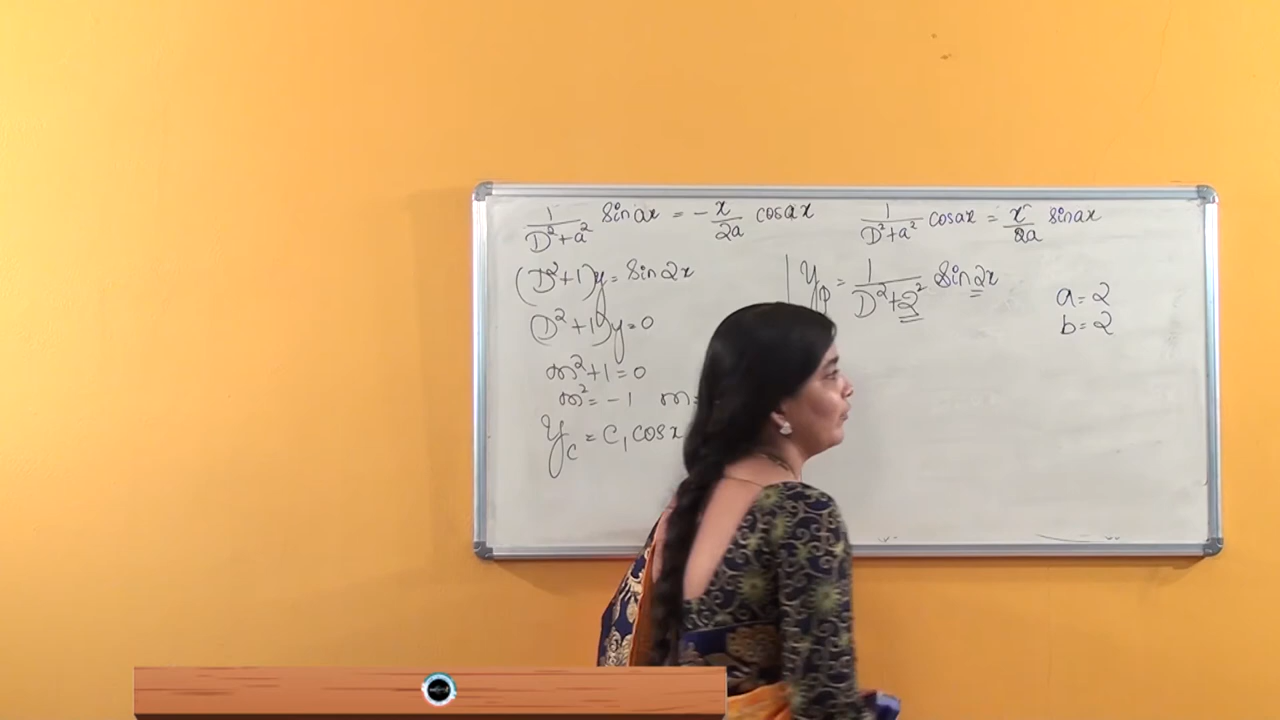 1/(D²+a²) sin ax = -x/2a cos ax
1/(D²+a²) cos ax = x/2a sin ax
(D²+1)y = sin 2x
(D²+1)y = 0
m²+1 = 0
m² = -1 m =
y_c = c₁ cos x
y_p = 1/(D²+2²) sin 2x
a = 2
b = 2